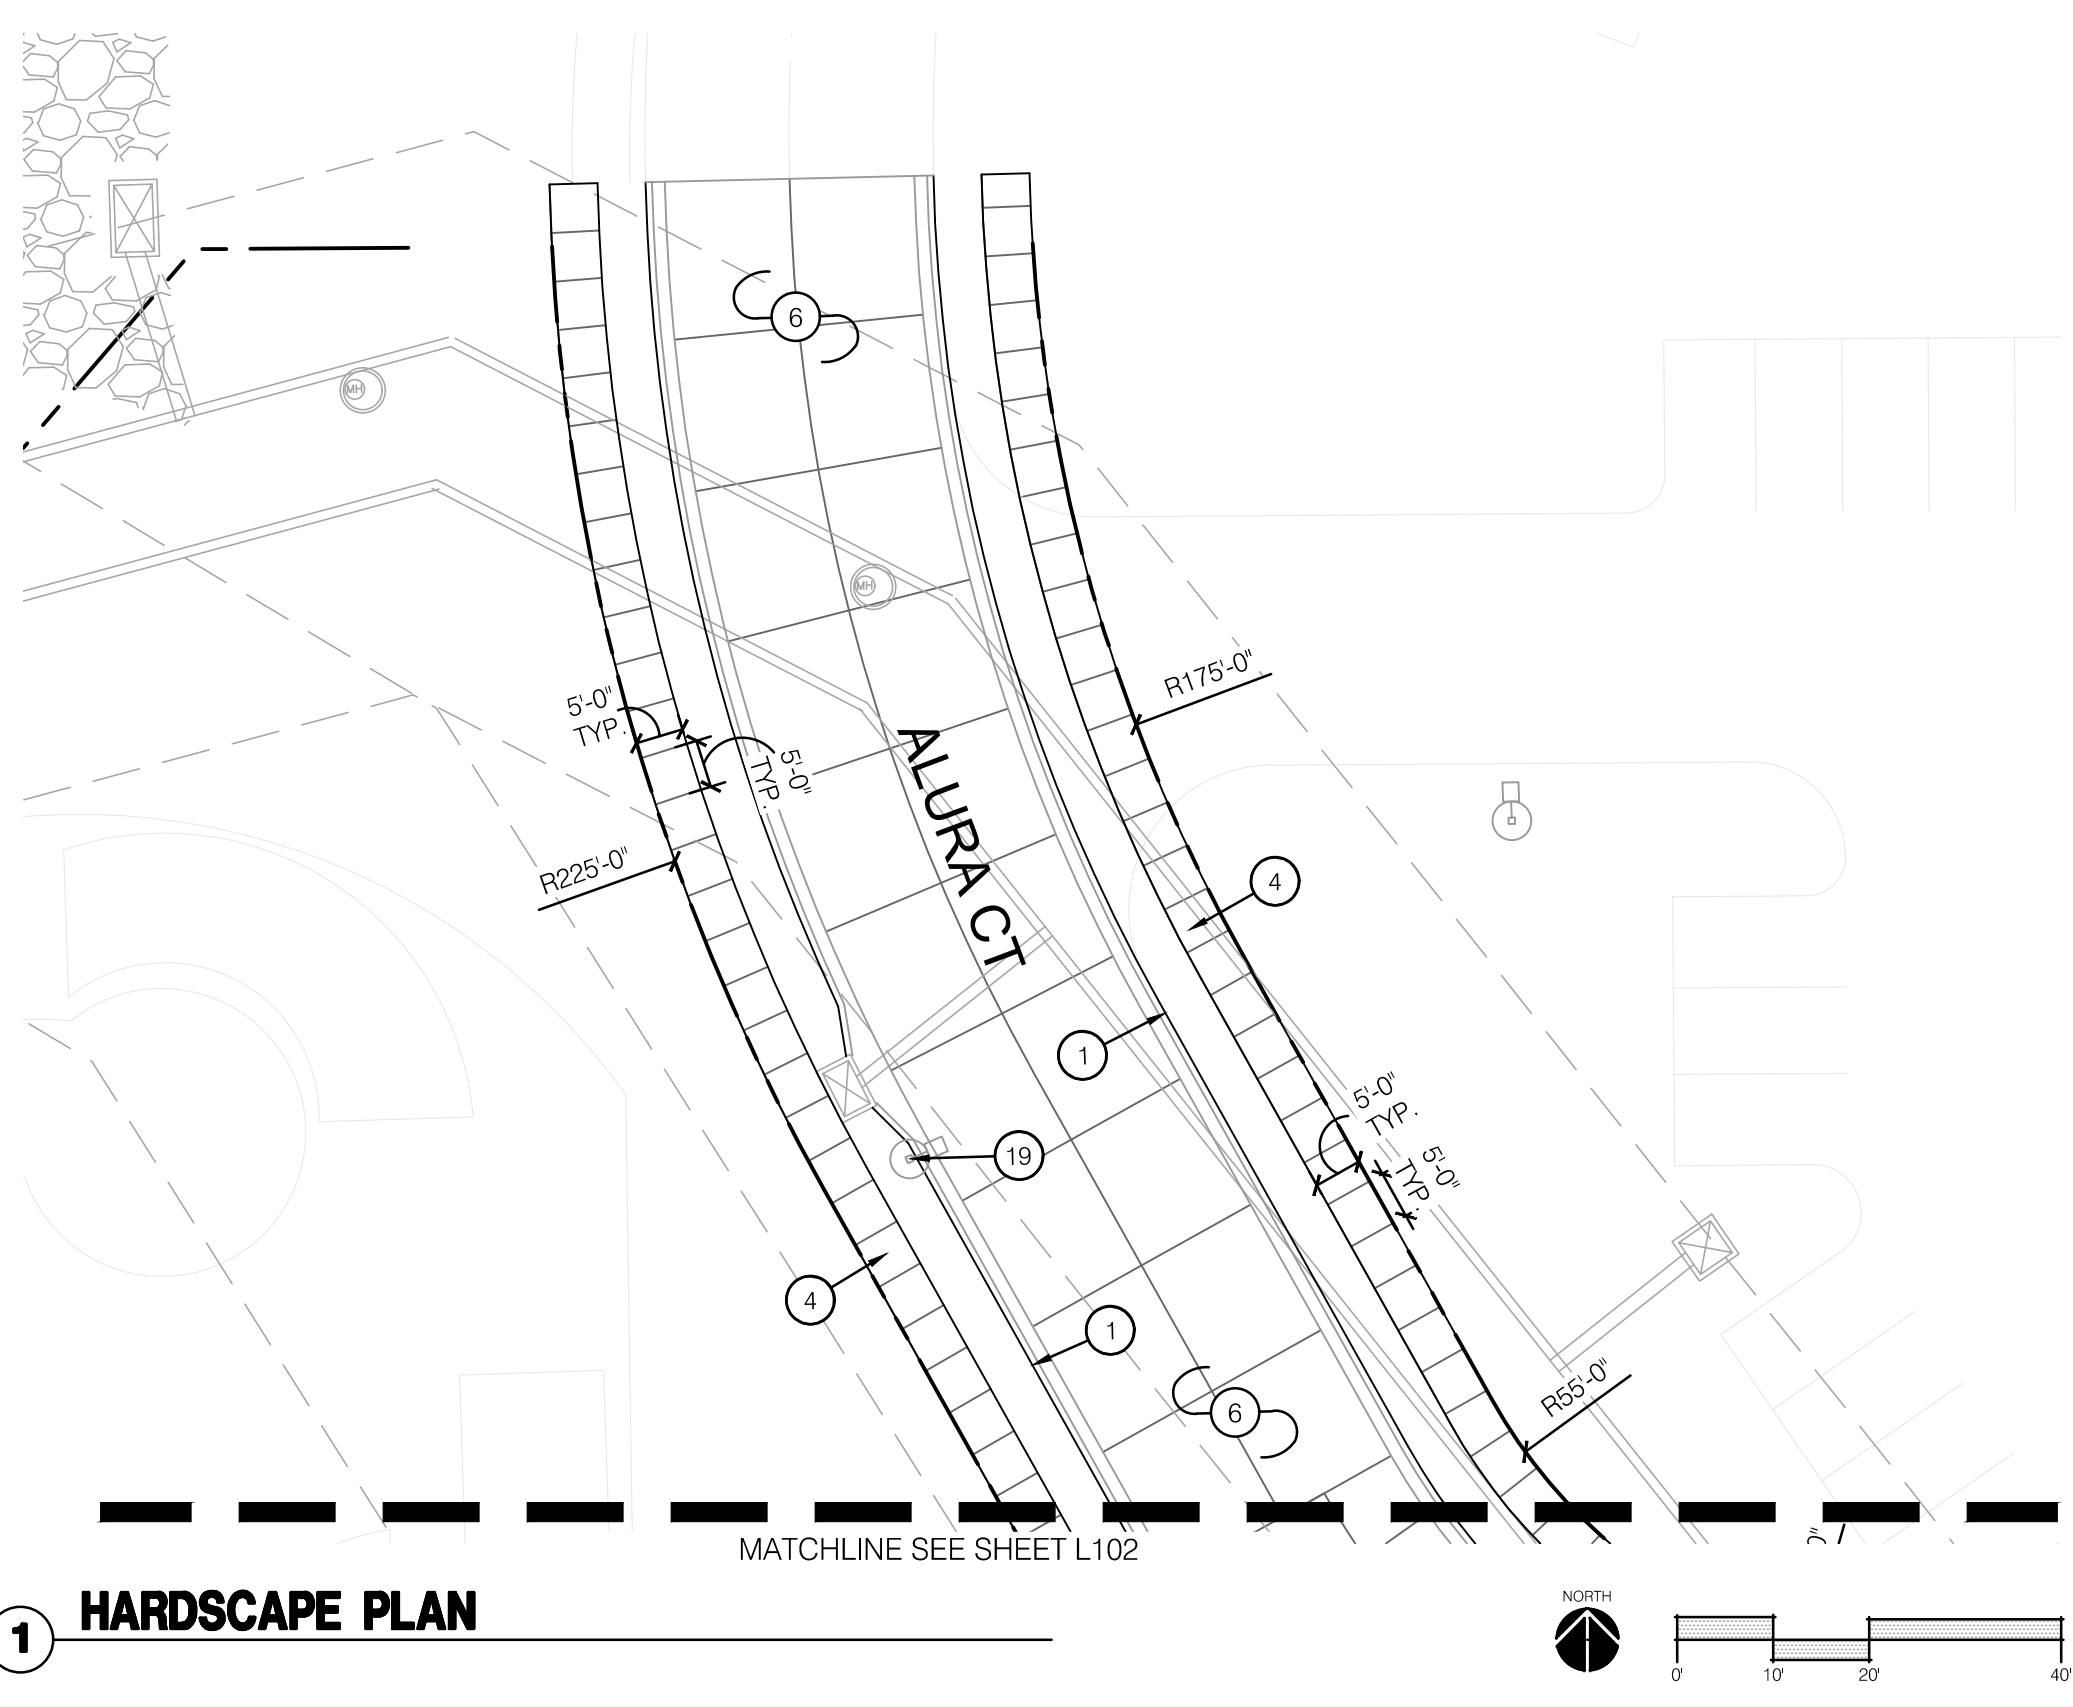 MH
6
MH
R175'-0"
5'-0"
TYP.
5'-0"
TYP.
ALURA CT
R225'-0"
4
1
5'-0"
TYP.
19
5'-0"
TYP.
4
1
R55'-0"
6
0"
MATCHLINE SEE SHEET L102
1 HARDSCAPE PLAN
NORTH
0' 10' 20' 40'